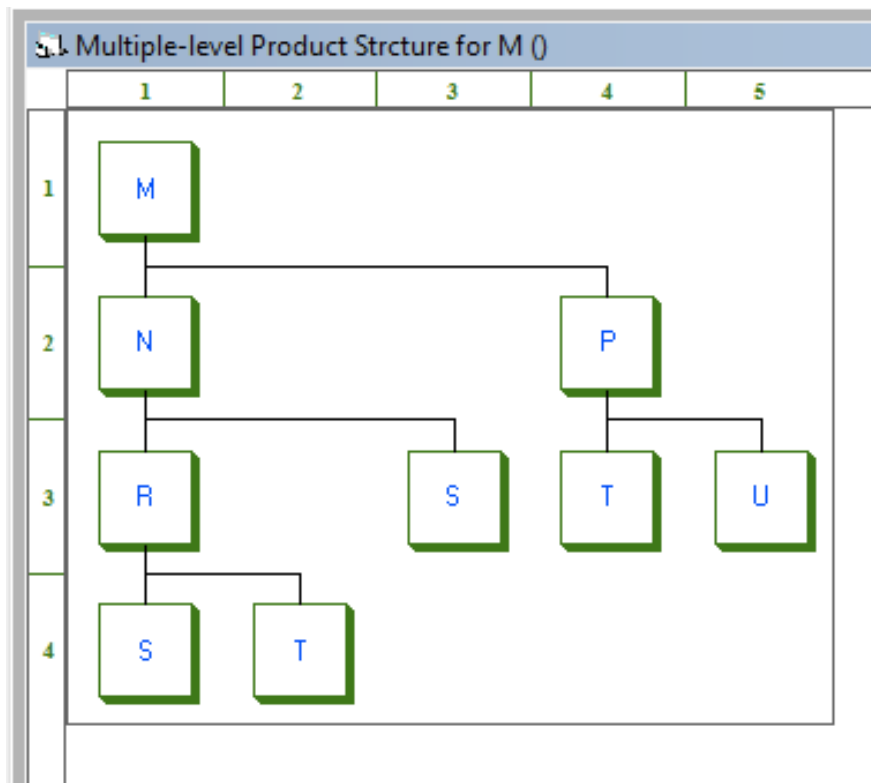 Multiple-level Product Strcture for M ()
1 2 3 4 5
1 M
2 N P
3 R S T U
4 S T